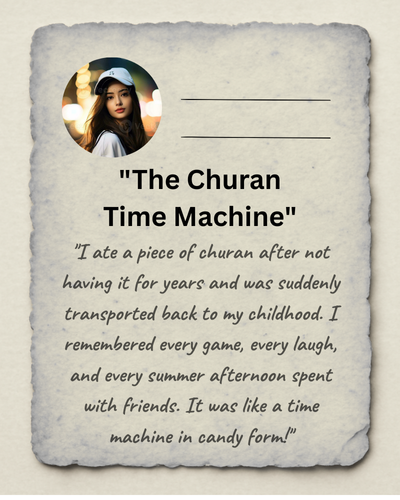 "The Churan
Time Machine"
"I ate a piece of churan after not
having it for years and was suddenly
transported back to my childhood. I
remembered every game, every laugh,
and every summer afternoon spent
with friends. It was like a time
machine in candy form!"